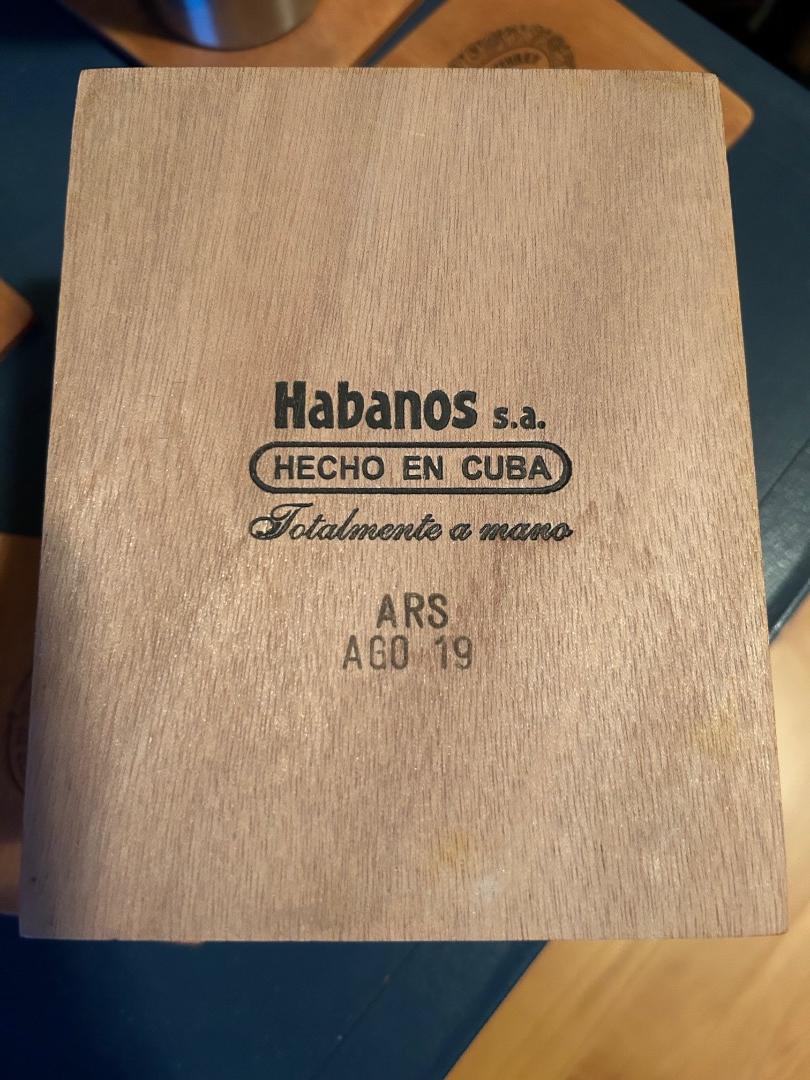 Habanos s.a.
HECHO EN CUBA
Totalmente a mano
ARS
AGO 19